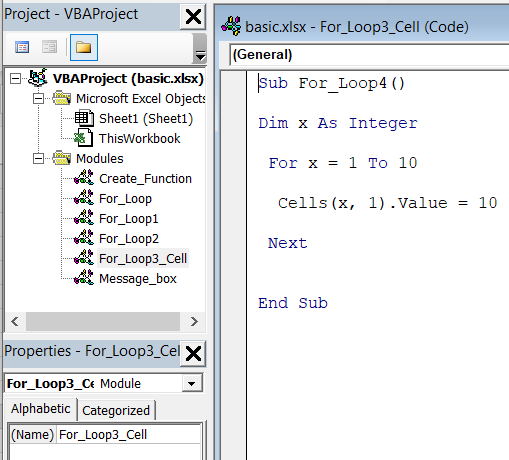 Project - VBAProject
VBAProject (basic.xlsx)
Microsoft Excel Objects
Sheet1 (Sheet1)
ThisWorkbook
Modules
Create_Function
For_Loop
For_Loop1
For_Loop2
For_Loop3_Cell
Message_box
Properties - For_Loop3_Cel
For_Loop3_Ce Module
Alphabetic Categorized
(Name) For_Loop3_Cell
basic.xlsx - For_Loop3_Cell (Code)
(General)
Sub For_Loop4()
Dim x As Integer
For x = 1 To 10
Cells(x, 1).Value = 10
Next
End Sub